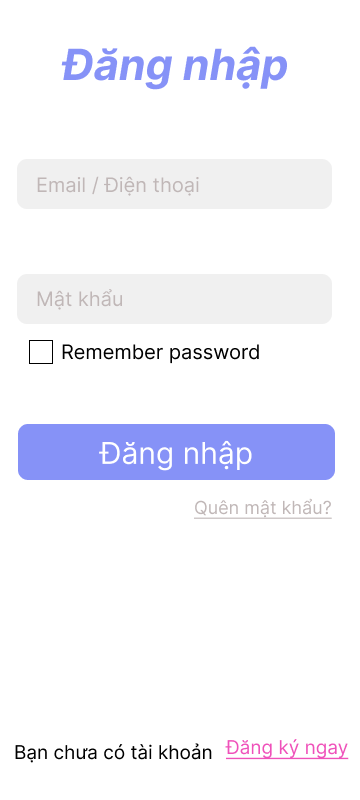 Đăng nhập
Email / Điện thoại
Mật khẩu
Remember password
Đăng nhập
Quên mật khẩu?
Bạn chưa có tài khoản Đăng ký ngay